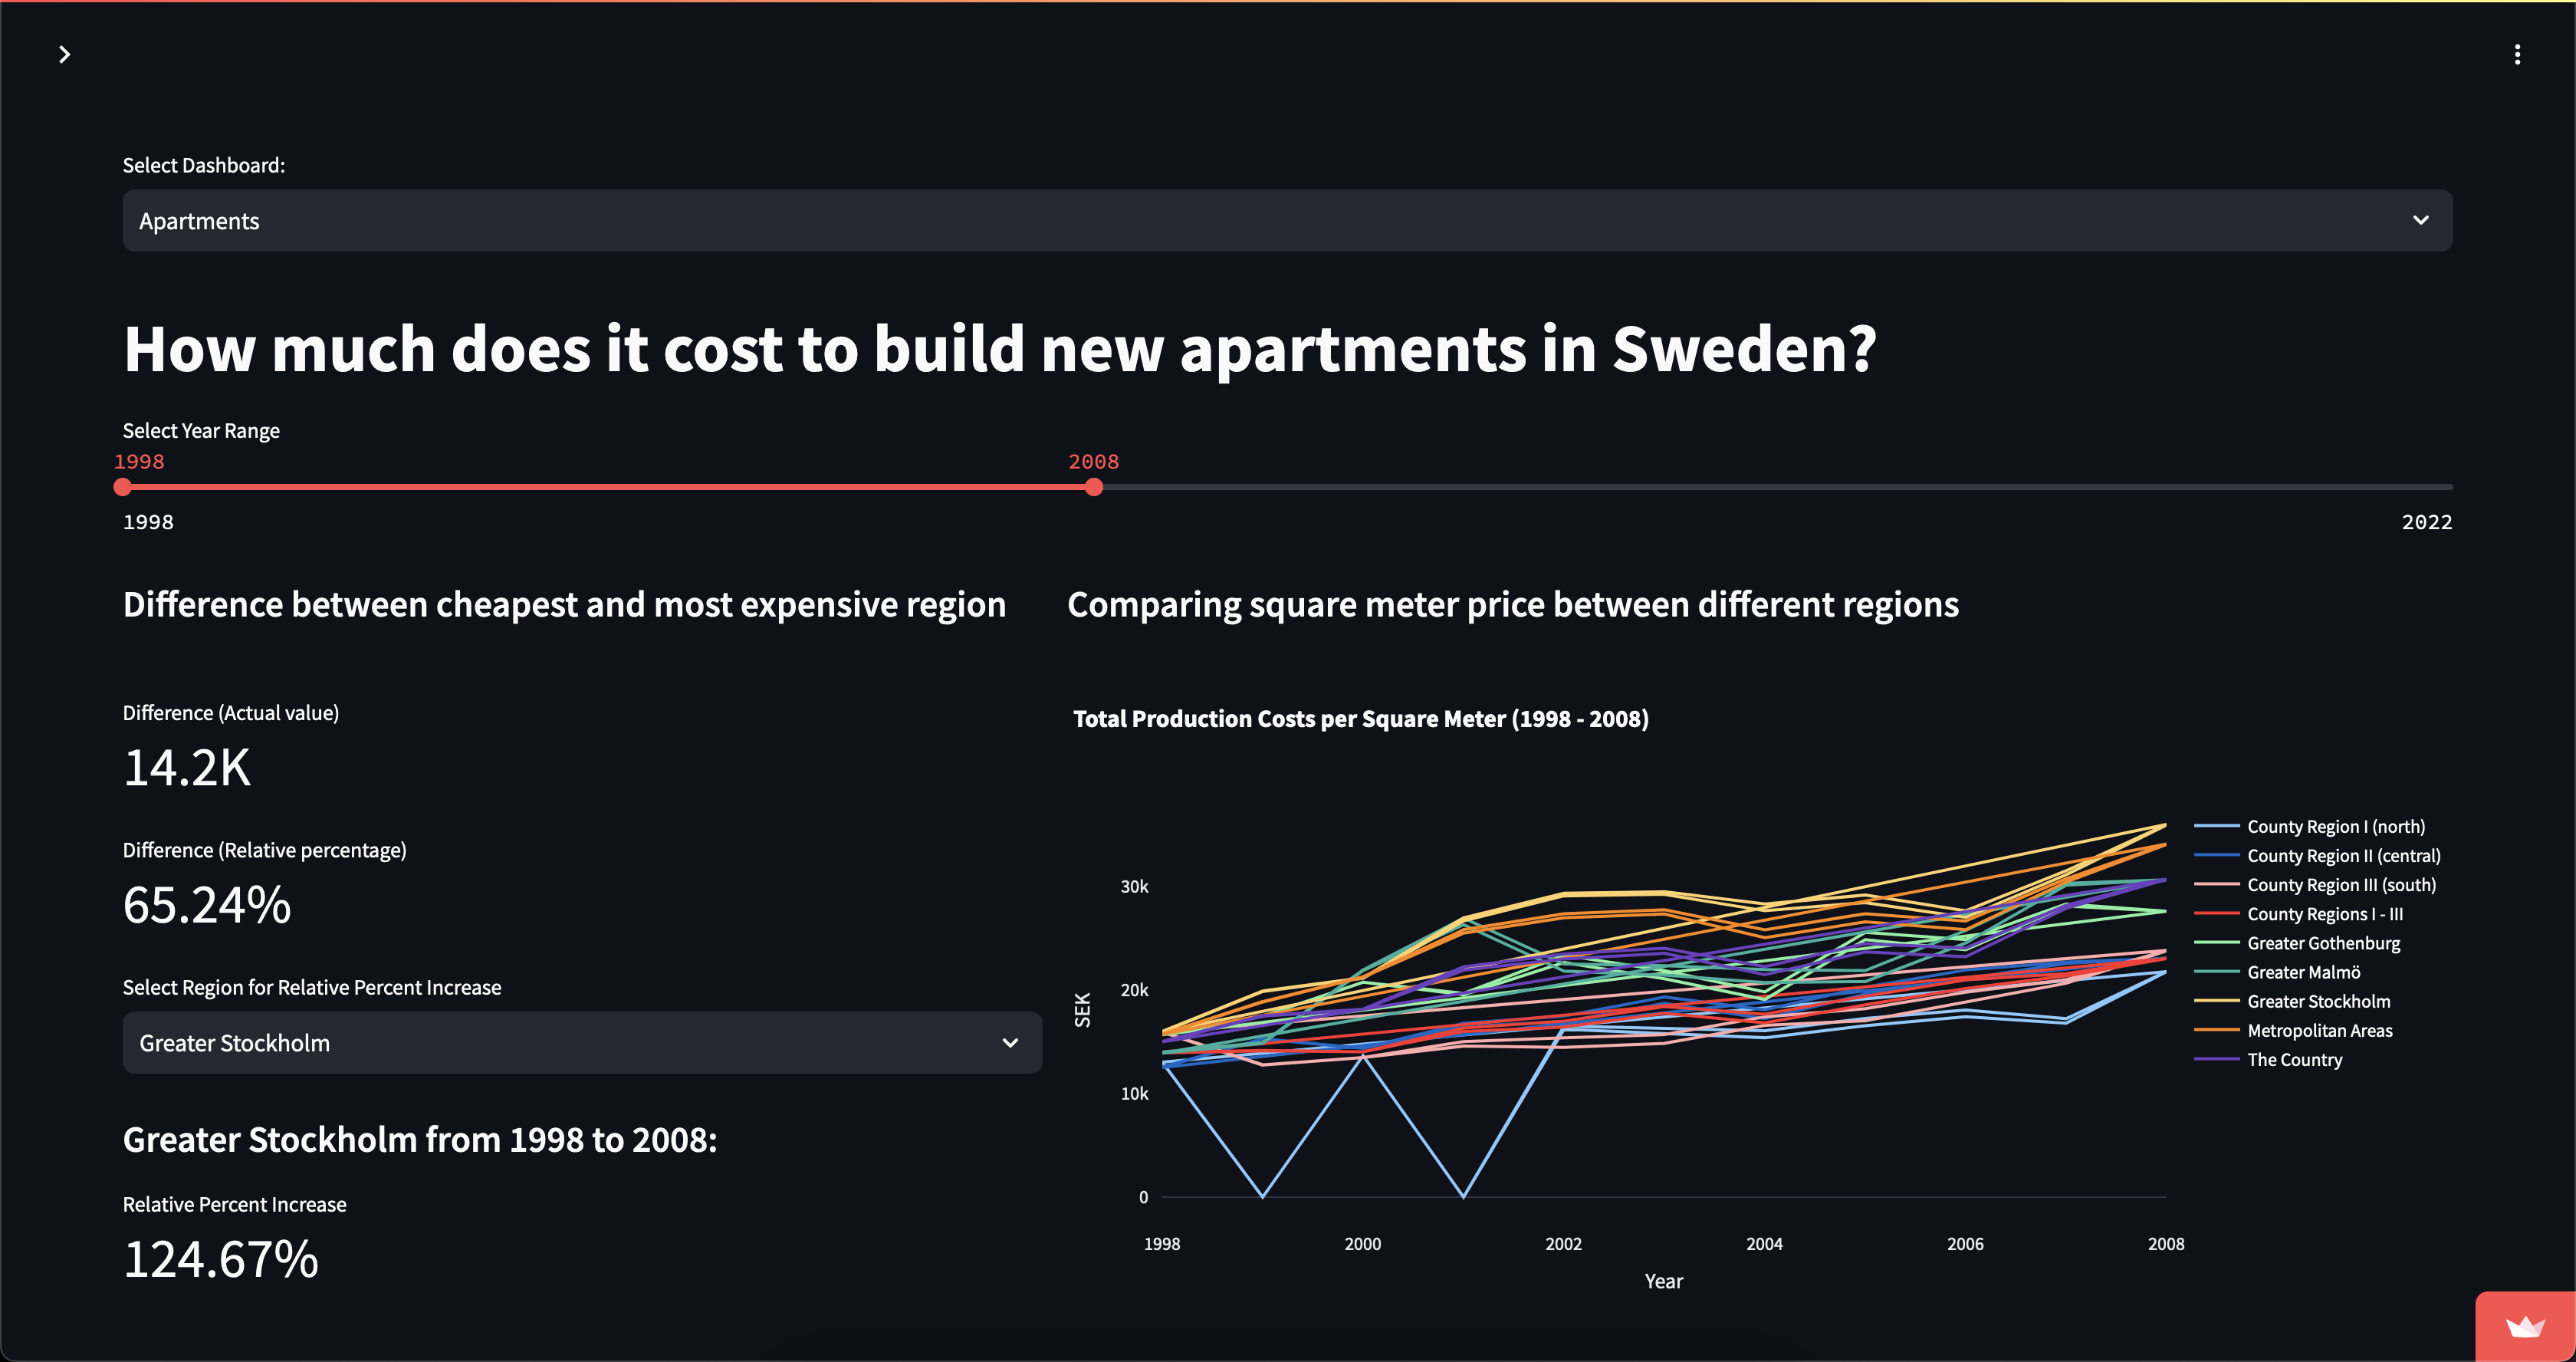 Select Dashboard:
Apartments
How much does it cost to build new apartments in Sweden?
Select Year Range
1998
2008
1998
2022
Difference between cheapest and most expensive region
Difference (Actual value)
14.2K
Difference (Relative percentage)
65.24%
Select Region for Relative Percent Increase
Greater Stockholm
Greater Stockholm from 1998 to 2008:
Relative Percent Increase
124.67%
Comparing square meter price between different regions
Total Production Costs per Square Meter (1998 - 2008)
SEK
30k
20k
10k
0
1998
2000
2002
2004
2006
2008
Year
County Region I (north)
County Region II (central)
County Region III (south)
County Regions I - III
Greater Gothenburg
Greater Malmö
Greater Stockholm
Metropolitan Areas
The Country